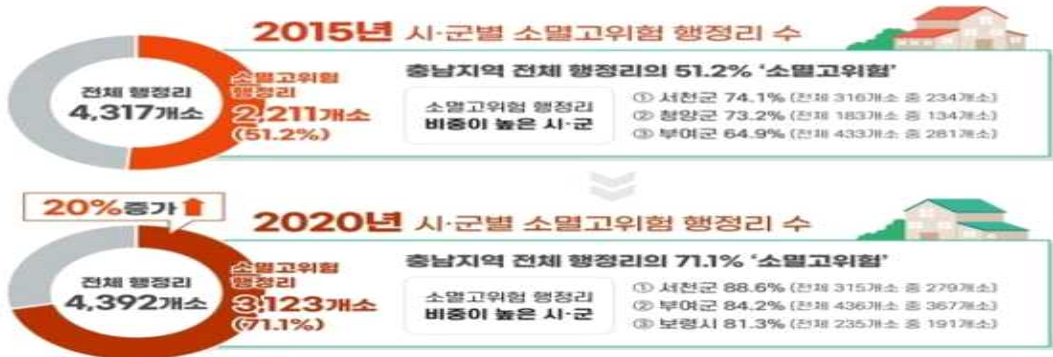 2015년 시·군별 소멸고위험 행정리 수
전체 행정리
4,317개소
소멸고위험
행정리
2,211개소
(51.2%)
충남지역 전체 행정리의 51.2% ‘소멸고위험’
소멸고위험 행정리
비중이 높은 시·군
① 서천군 74.1% (전체 316개소 중 234개소)
② 청양군 73.2% (전체 183개소 중 134개소)
③ 부여군 64.9% (전체 433개소 중 281개소)
20%증가
2020년 시·군별 소멸고위험 행정리 수
전체 행정리
4,392개소
소멸고위험
행정리
3,123개소
(71.1%)
충남지역 전체 행정리의 71.1% ‘소멸고위험’
소멸고위험 행정리
비중이 높은 시·군
① 서천군 88.6% (전체 315개소 중 279개소)
② 부여군 84.2% (전체 436개소 중 367개소)
③ 보령시 81.3% (전체 235개소 중 191개소)